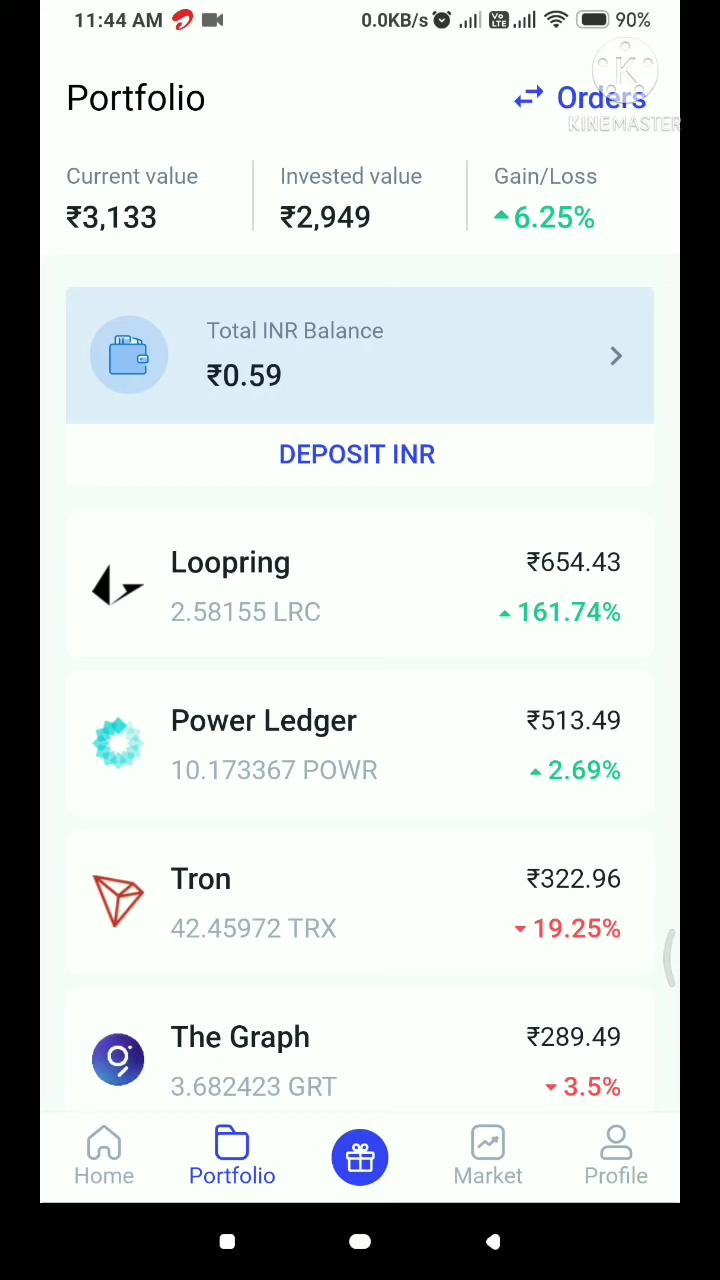 11:44 AM 0.0KB/s Vo LTE 90%
Portfolio
Orders
K
KINEMASTER
Current value Invested value Gain/Loss
₹3,133 ₹2,949 6.25%
Total INR Balance
₹0.59
DEPOSIT INR
Loopring ₹654.43
2.58155 LRC 161.74%
Power Ledger ₹513.49
10.173367 POWR 2.69%
Tron ₹322.96
42.45972 TRX 19.25%
The Graph ₹289.49
3.682423 GRT 3.5%
Home Portfolio Market Profile